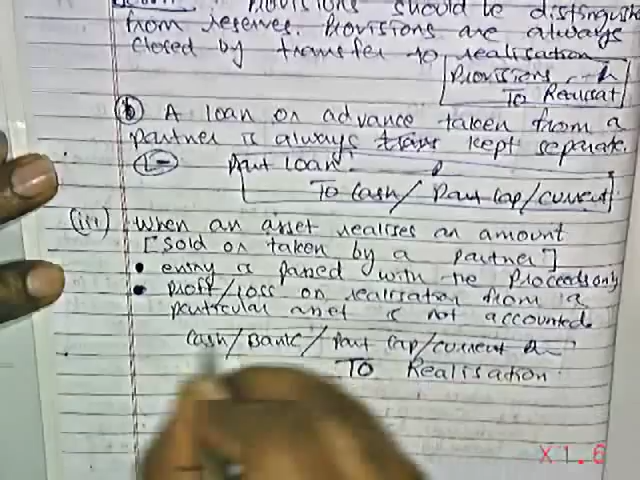 Provisions should be distinguish
from reserves. Provisions are always
closed by transfer to realisation
Provisions
To Realisat
(b) A loan or advance taken from a
partner is always kept separate.
Part loan
To Cash/ Part Cap/current
(iii) When an asset realises an amount
[sold or taken by a partner]
• entry is passed with the proceeds only
• profit/loss on realisation from a
particular asset is not accounted
Cash/Bank/Part Cap/current a
To Realisation
X1.6